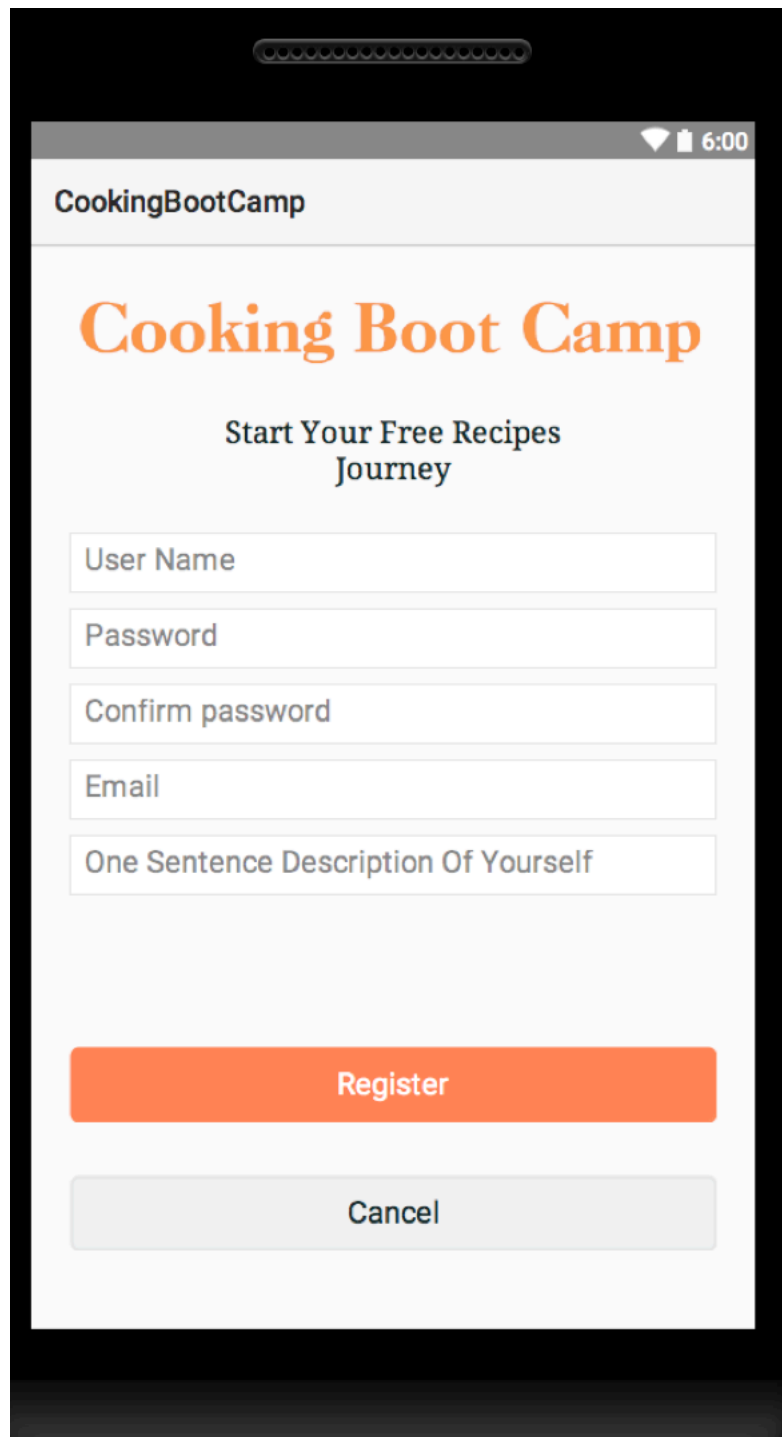 6:00
CookingBootCamp
Cooking Boot Camp
Start Your Free Recipes
Journey
User Name
Password
Confirm password
Email
One Sentence Description Of Yourself
Register
Cancel